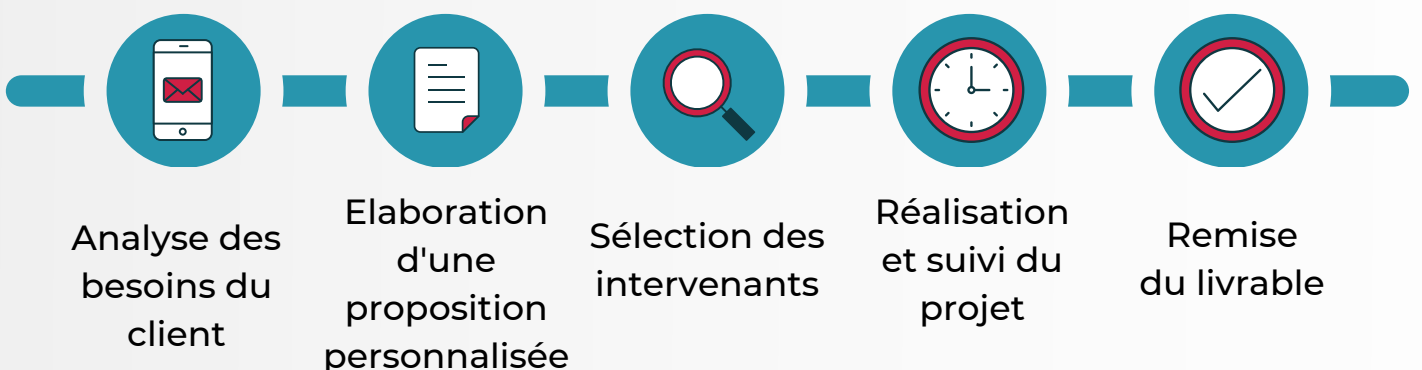 Analyse des
besoins du
client
Elaboration
d'une
proposition
personnalisée
Sélection des
intervenants
Réalisation
et suivi du
projet
Remise
du livrable